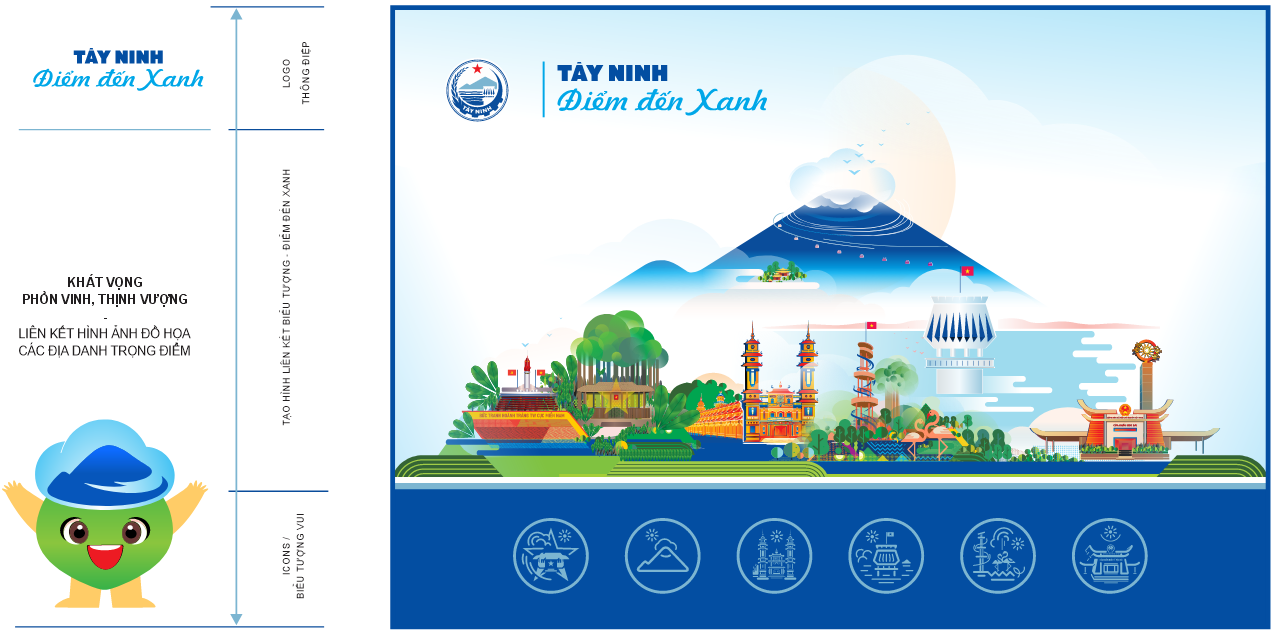 TÂY NINH
Điểm đến Xanh
LOGO
THÔNG ĐIỆP
KHÁT VỌNG
PHỒN VINH, THỊNH VƯỢNG
-
LIÊN KẾT HÌNH ẢNH ĐỒ HỌA
CÁC ĐỊA DANH TRỌNG ĐIỂM
TẠO HÌNH LIÊN KẾT BIỂU TƯỢNG - ĐIỂM ĐẾN XANH
ICONS /
BIỂU TƯỢNG VUI
TÂY NINH
TÂY NINH
Điểm đến Xanh